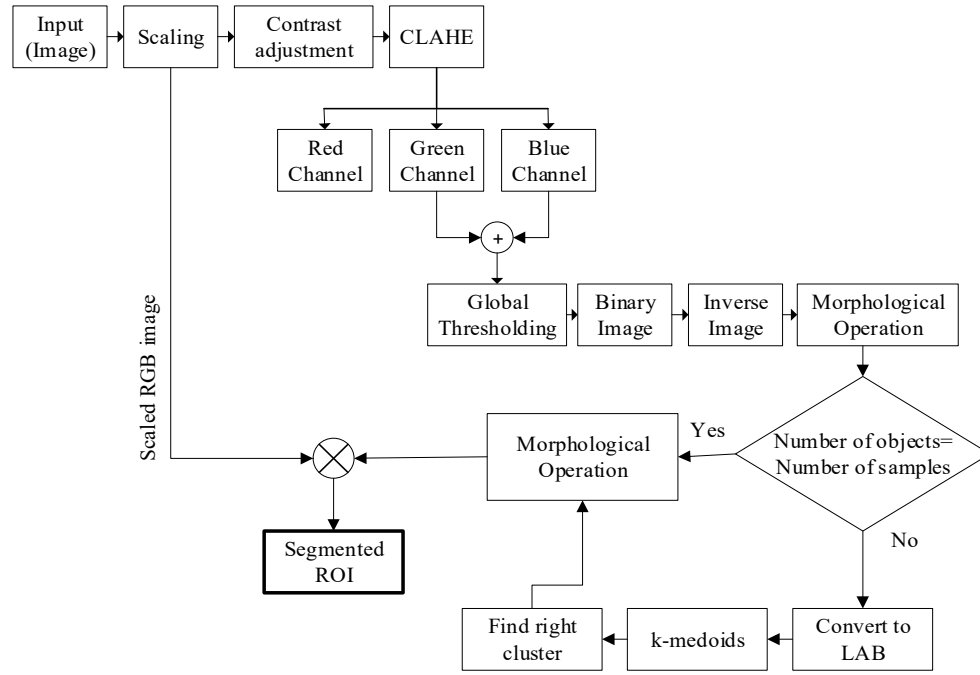 Input
(Image)
Scaling
Contrast
adjustment
CLAHE
Red
Channel
Green
Channel
Blue
Channel
+
Global
Thresholding
Binary
Image
Inverse
Image
Morphological
Operation
Scaled RGB image
Morphological
Operation
Yes
Number of objects=
Number of samples
No
Segmented
ROI
Find right
cluster
k-medoids
Convert to
LAB